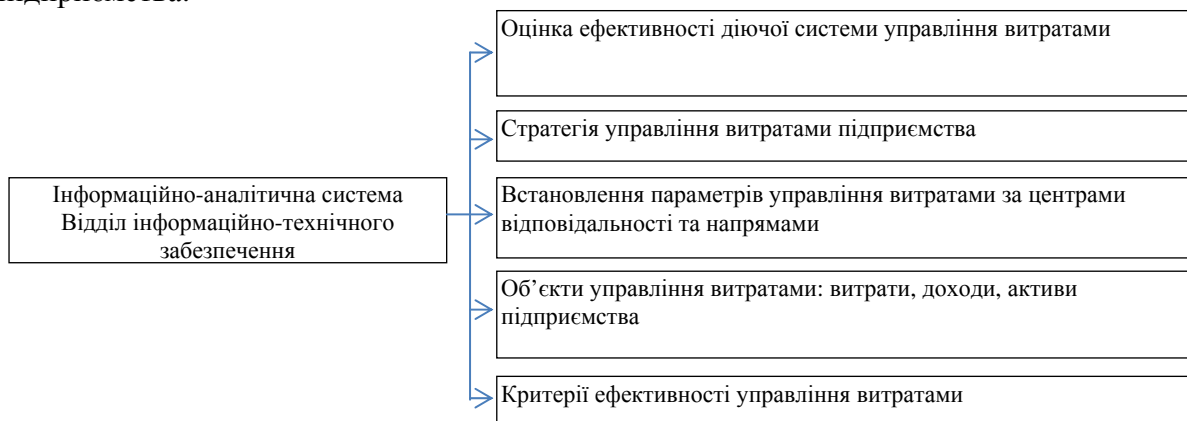 Оцінка ефективності діючої системи управління витратами
Стратегія управління витратами підприємства
Інформаційно-аналітична система
Відділ інформаційно-технічного
забезпечення
Встановлення параметрів управління витратами за центрами
відповідальності та напрямами
Об’єкти управління витратами: витрати, доходи, активи
підприємства
Критерії ефективності управління витратами